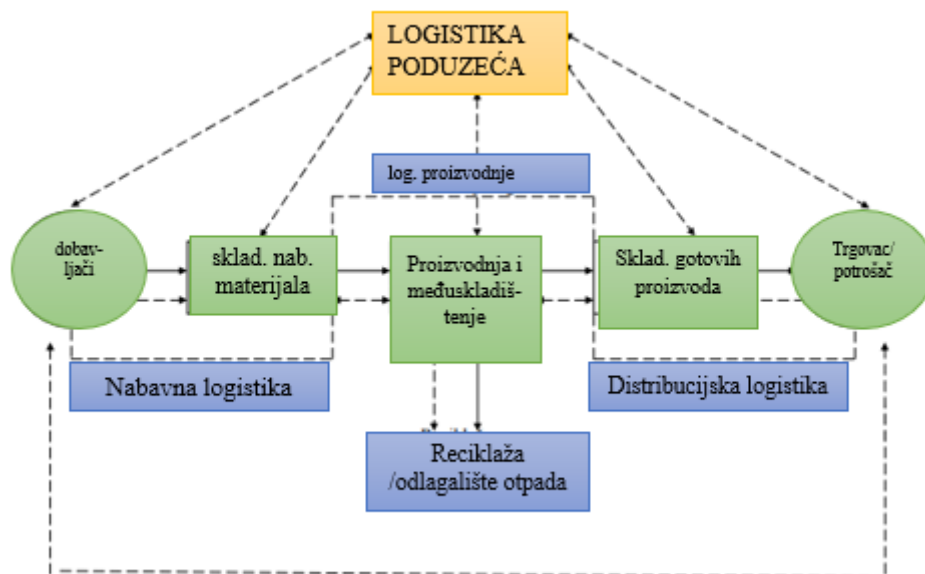 LOGISTIKA
PODUZEĆA
log. proizvodnje
dobav-
ljači
sklad. nab.
materijala
Proizvodnja i
međuskladiš-
tenje
Sklad. gotovih
proizvoda
Trgovac/
potrošač
Nabavna logistika
Distribucijska logistika
Reciklaža
/odlagalište otpada